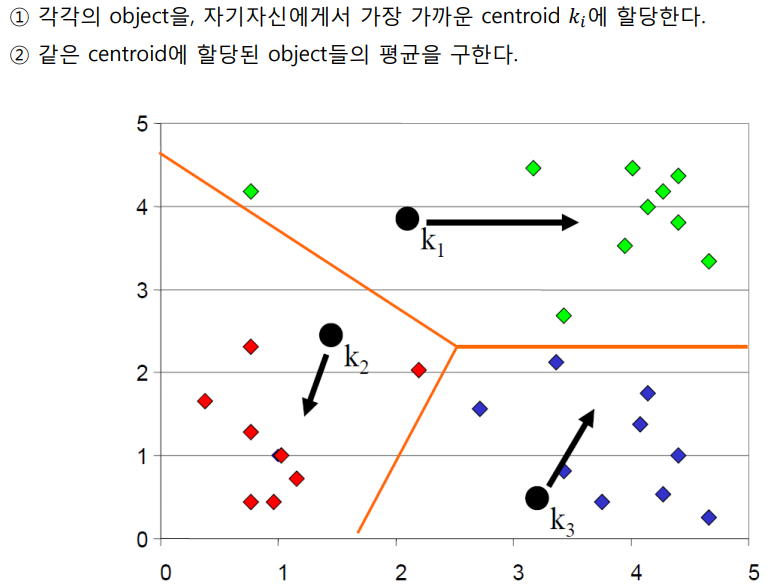 ① 각각의 object을, 자기자신에게서 가장 가까운 centroid kᵢ에 할당한다.
② 같은 centroid에 할당된 object들의 평균을 구한다.
5
4
k₁
3
k₂
2
1
k₃
0
0 1 2 3 4 5